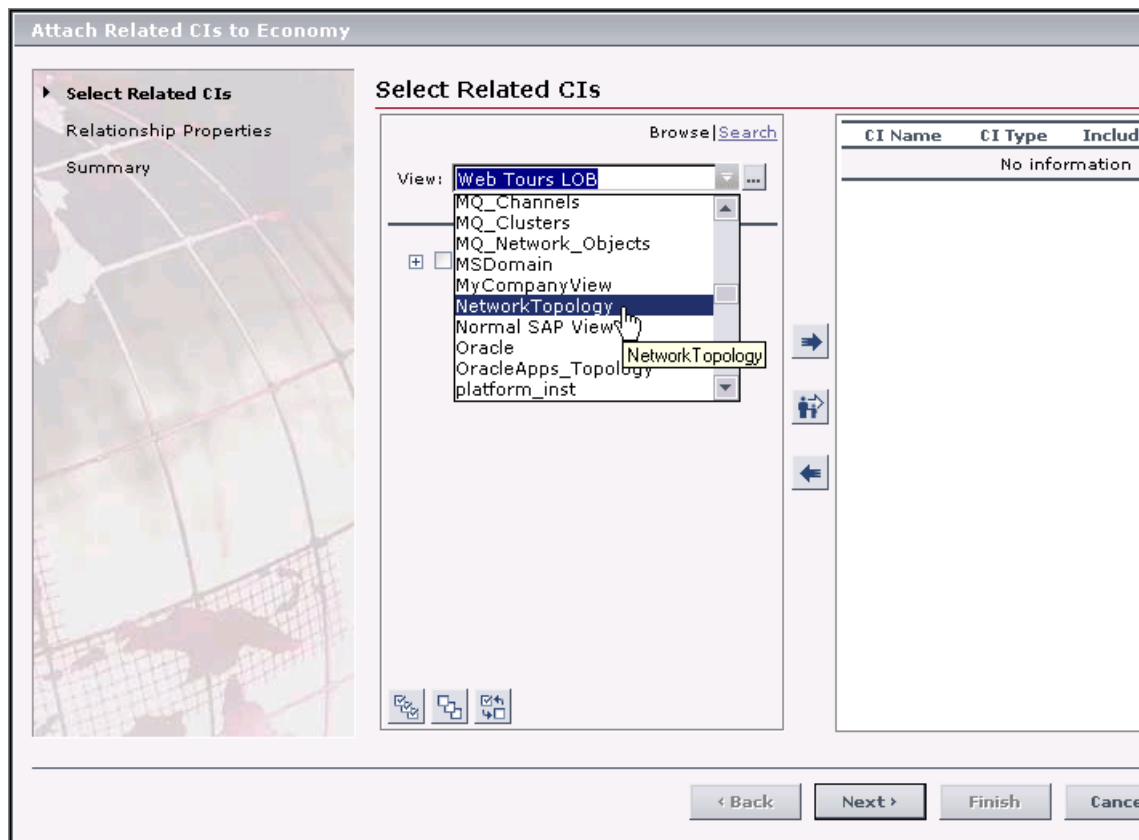 Attach Related CIs to Economy
Select Related CIs
Relationship Properties
Summary
Select Related CIs
Browse|Search
View: Web Tours LOB ...
MQ_Channels
MQ_Clusters
MQ_Network_Objects
MSDomain
MyCompanyView
NetworkTopology
Normal SAP View
Oracle
NetworkTopology
OracleApps_Topology
platform_inst
CI Name CI Type Includ
No information
‹ Back Next › Finish Cance